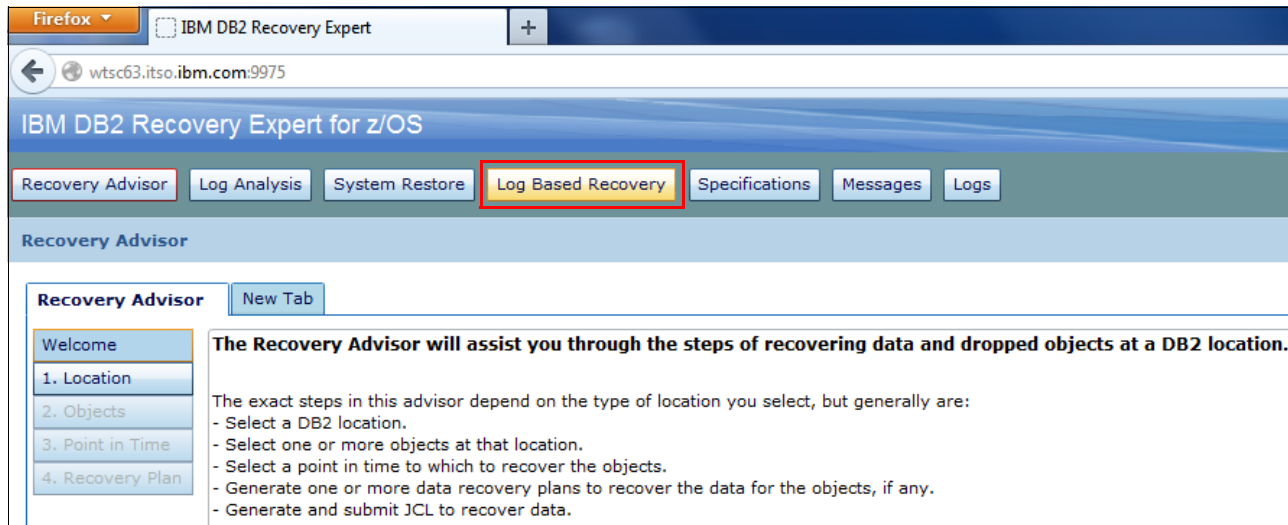 Firefox
IBM DB2 Recovery Expert
+
wtsc63.itso.ibm.com:9975
IBM DB2 Recovery Expert for z/OS
Recovery Advisor Log Analysis System Restore Log Based Recovery Specifications Messages Logs
Recovery Advisor
Recovery Advisor New Tab
Welcome
1. Location
2. Objects
3. Point in Time
4. Recovery Plan
The Recovery Advisor will assist you through the steps of recovering data and dropped objects at a DB2 location.
The exact steps in this advisor depend on the type of location you select, but generally are:
- Select a DB2 location.
- Select one or more objects at that location.
- Select a point in time to which to recover the objects.
- Generate one or more data recovery plans to recover the data for the objects, if any.
- Generate and submit JCL to recover data.